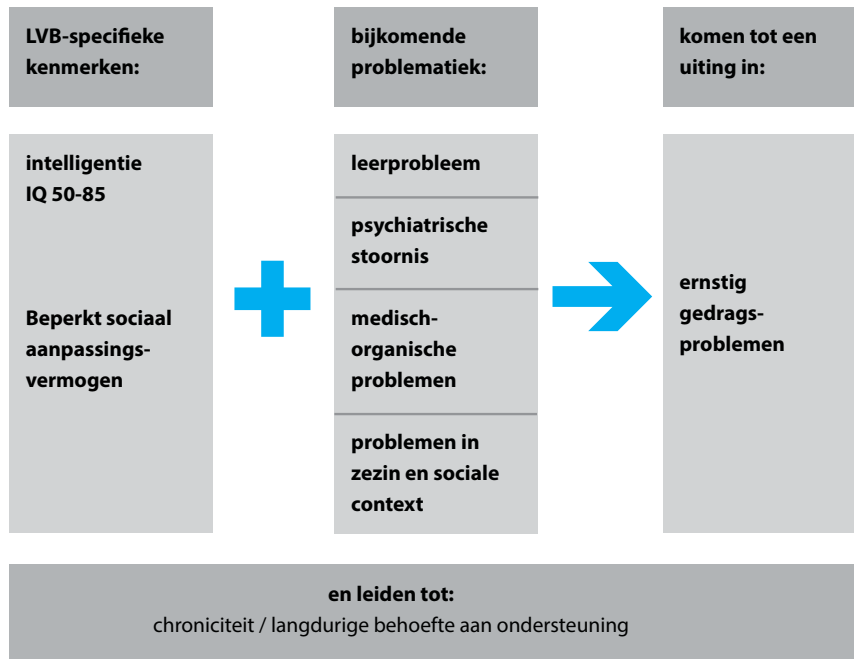 LVB-specifieke
kenmerken:
bijkomende
problematiek:
komen tot een
uiting in:
intelligentie
IQ 50-85
Beperkt sociaal
aanpassings-
vermogen
leerprobleem
psychiatrische
stoornis
medisch-
organische
problemen
problemen in
zezin en sociale
context
ernstig
gedrags-
problemen
en leiden tot:
chroniciteit / langdurige behoefte aan ondersteuning